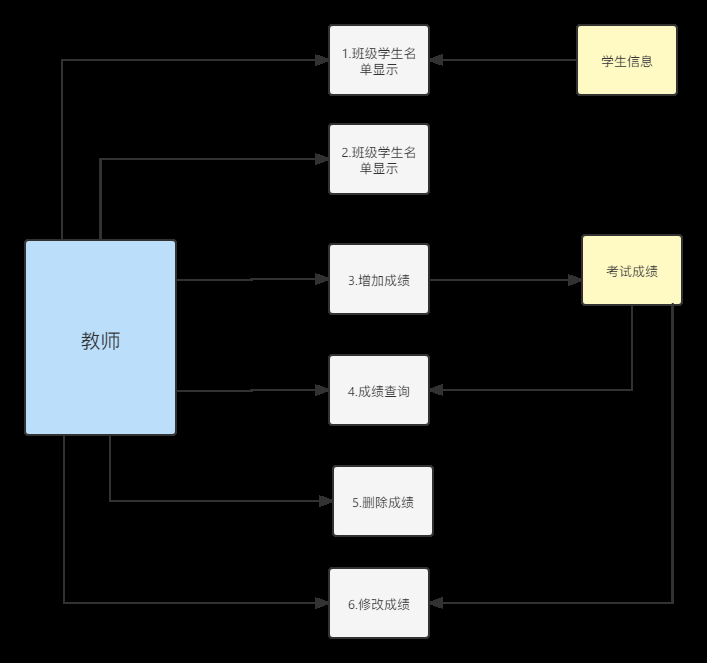 1.班级学生名
单显示
学生信息
2.班级学生名
单显示
3.增加成绩
考试成绩
教师
4.成绩查询
5.删除成绩
6.修改成绩